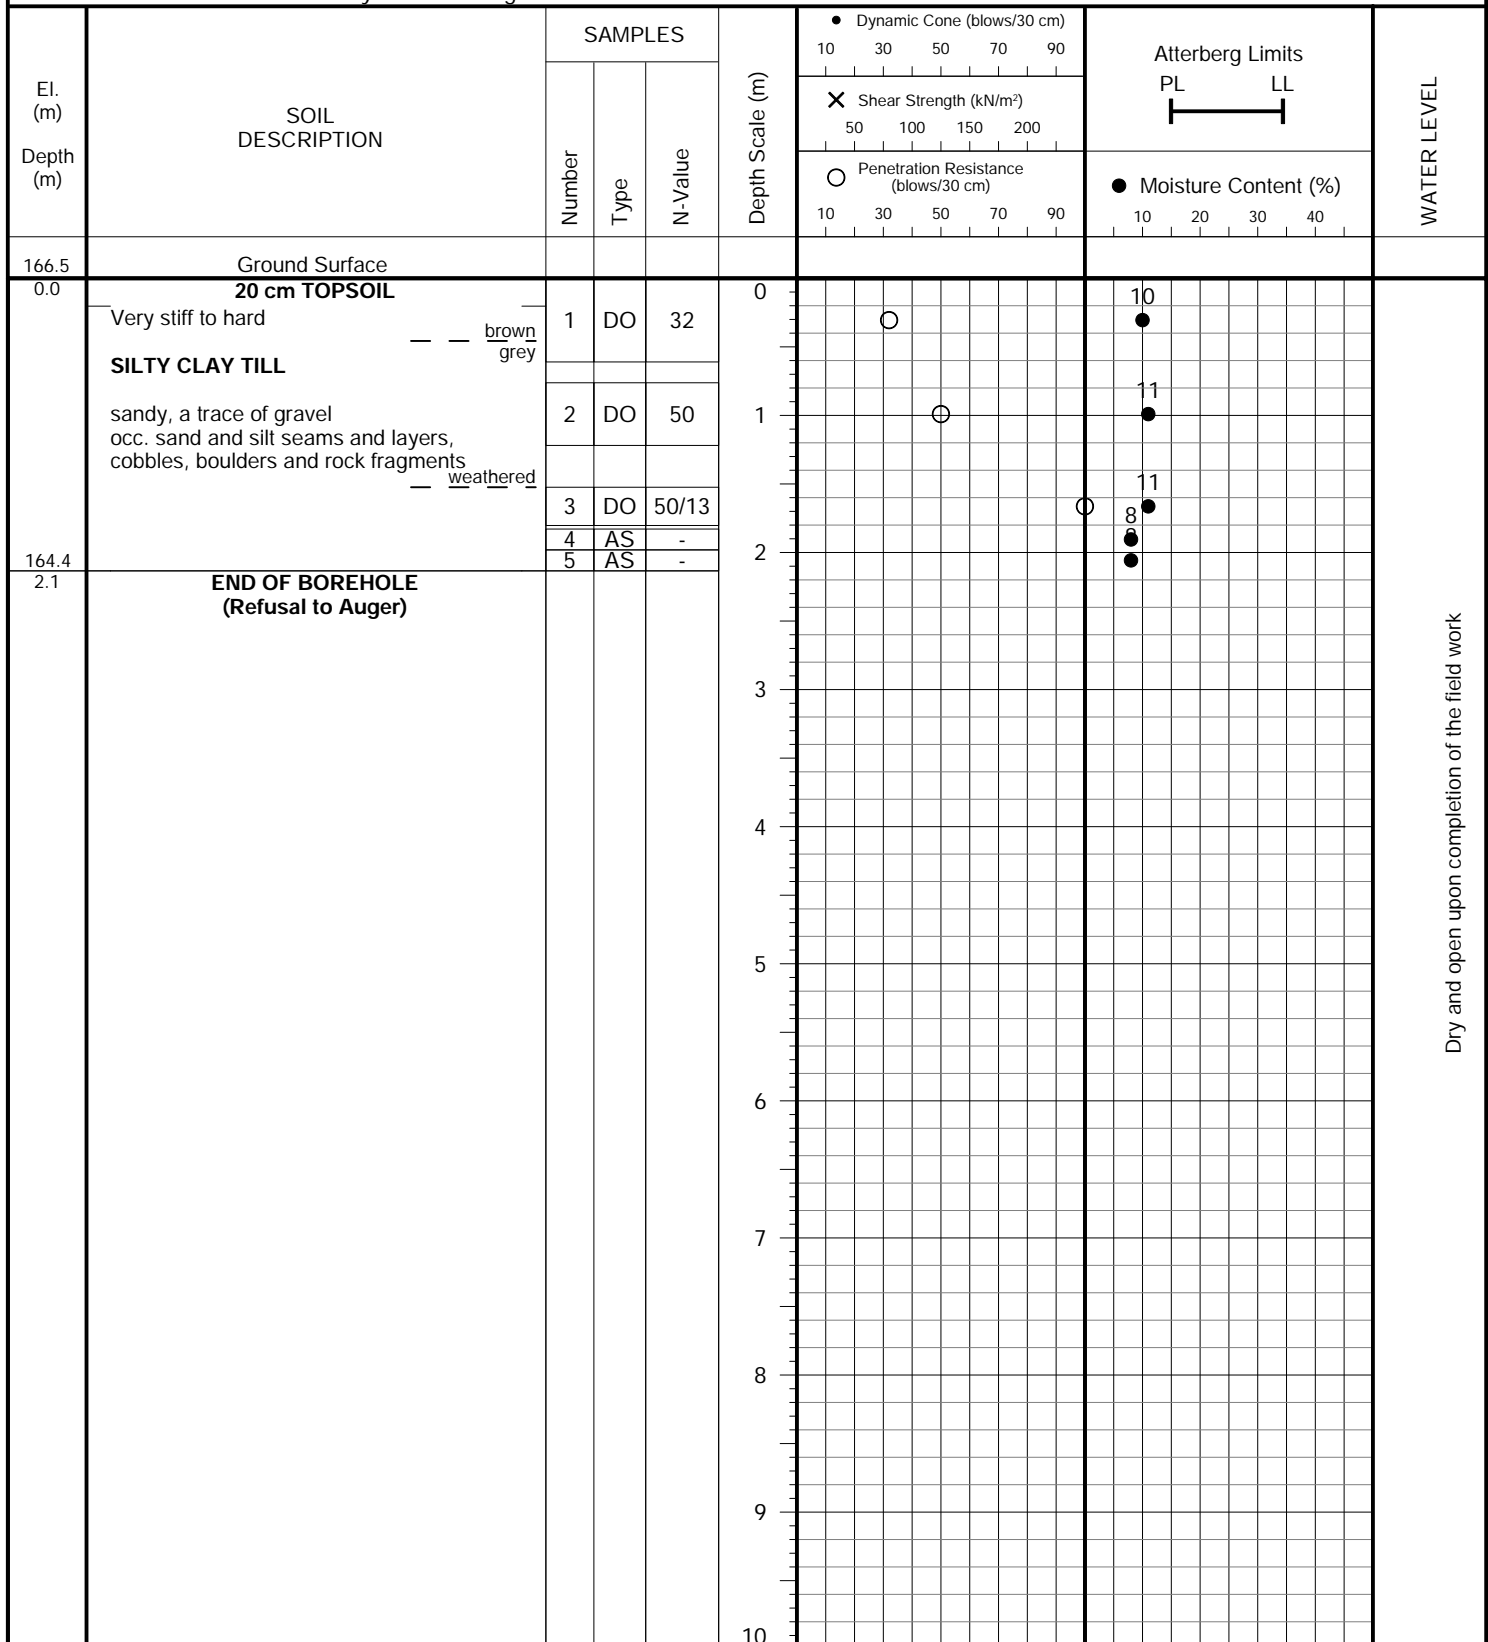 SAMPLES
El.
(m)
Depth
(m)
SOIL
DESCRIPTION
Number
Type
N-Value
Depth Scale (m)
● Dynamic Cone (blows/30 cm)
10 30 50 70 90
✕ Shear Strength (kN/m²)
50 100 150 200
○ Penetration Resistance
(blows/30 cm)
10 30 50 70 90
Atterberg Limits
PL LL
● Moisture Content (%)
10 20 30 40
WATER LEVEL
166.5 Ground Surface
0.0 20 cm TOPSOIL
0
10
Very stiff to hard
1 DO 32
brown
grey
SILTY CLAY TILL
11
sandy, a trace of gravel
2 DO 50
1
occ. sand and silt seams and layers,
cobbles, boulders and rock fragments
weathered
11
3 DO 50/13
8
4 AS -
8
164.4
5 AS -
2
2.1 END OF BOREHOLE
(Refusal to Auger)
3
4
5
6
7
8
9
10
Dry and open upon completion of the field work